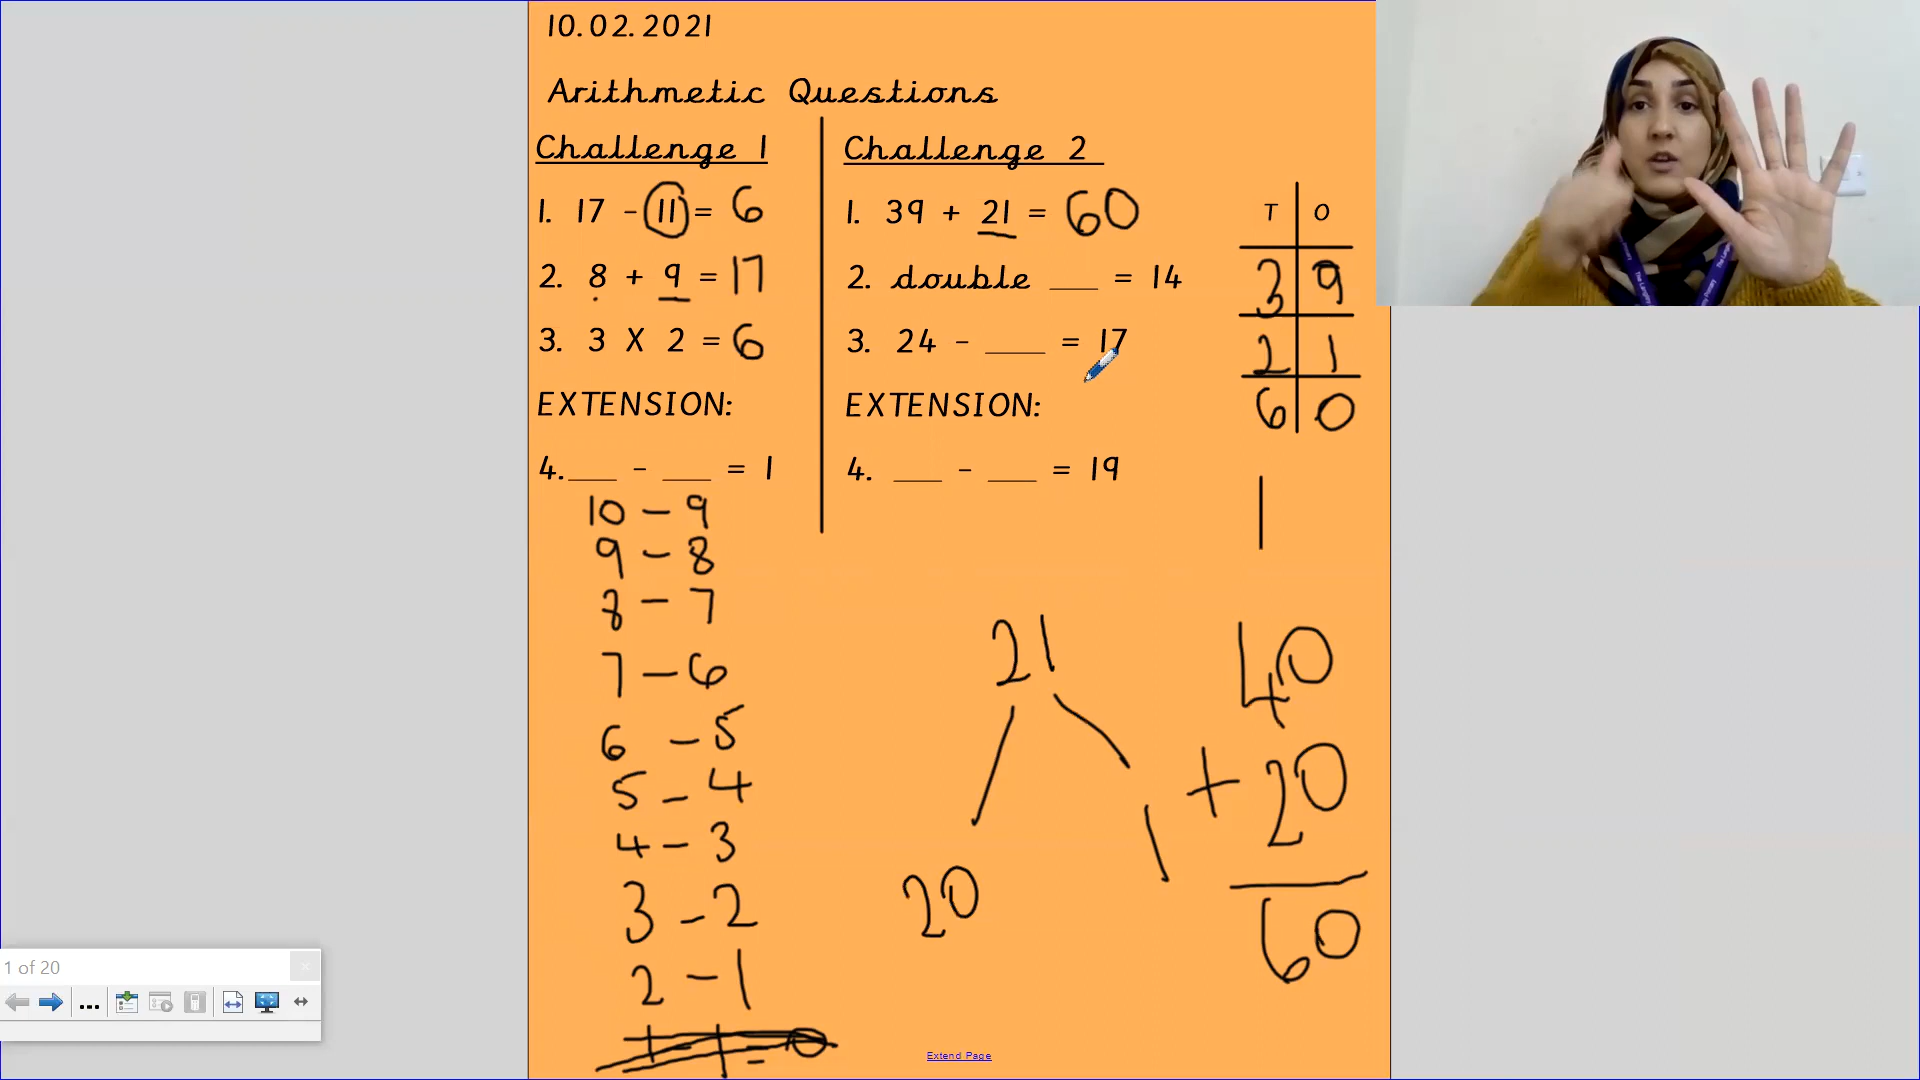 10.02.2021
Arithmetic Questions
Challenge 1
1. 17 - 11 = 6
2. 8 + 9 = 17
3. 3 X 2 = 6
EXTENSION:
4. ___ - ___ = 1
10 - 9
9 - 8
8 - 7
7 - 6
6 - 5
5 - 4
4 - 3
3 - 2
2 - 1
Challenge 2
1. 39 + 21 = 60
2. double ___ = 14
3. 24 - ___ = 17
EXTENSION:
4. ___ - ___ = 19
T O
3 9
2 1
6 0
1
21
20 1
40
+ 20
60
Extend Page
1 of 20